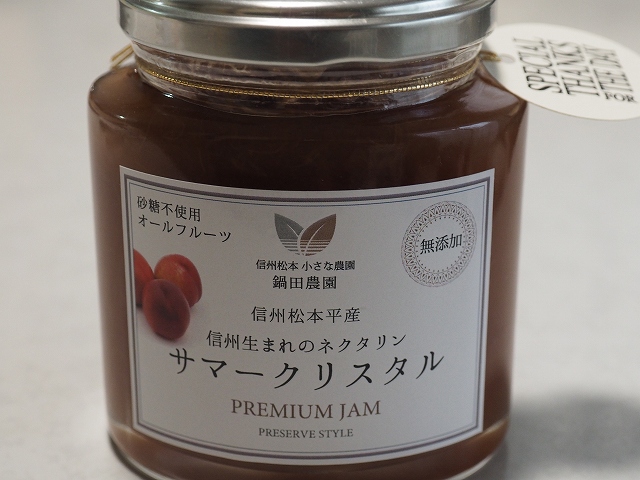 SPECIAL
THANKS
FOR
THE DAY
砂糖不使用
オールフルーツ
信州松本 小さな農園
鍋田農園
無添加
信州松本平産
信州生まれのネクタリン
サマークリスタル
PREMIUM JAM
PRESERVE STYLE